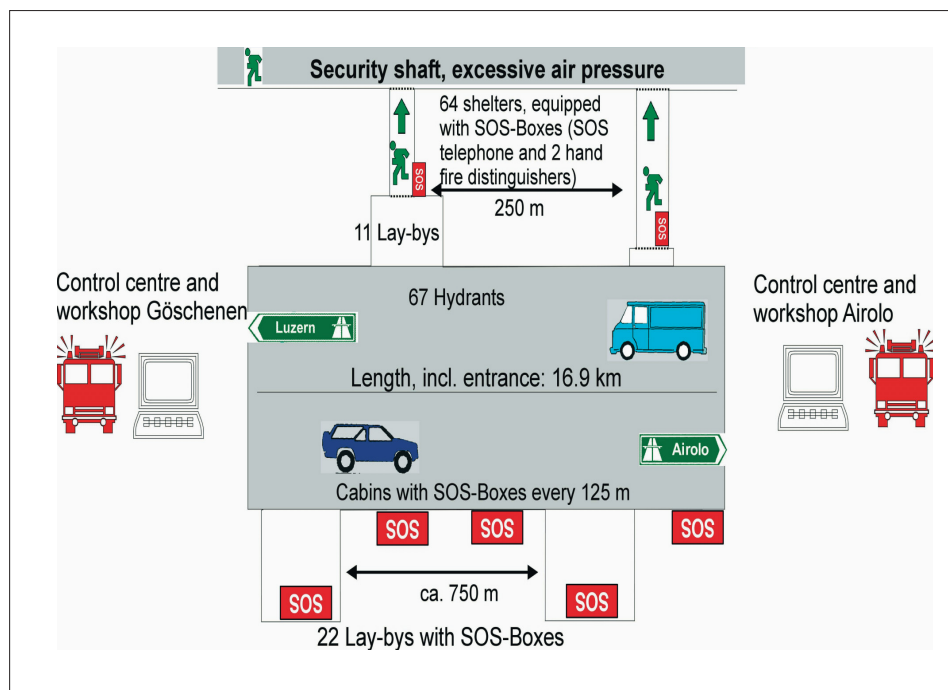 Security shaft, excessive air pressure
64 shelters, equipped
with SOS-Boxes (SOS
telephone and 2 hand
fire distinguishers)
SOS
250 m
SOS
11 Lay-bys
Control centre and
workshop Göschenen
67 Hydrants
Luzern
Length, incl. entrance: 16.9 km
Control centre and
workshop Airolo
Airolo
Cabins with SOS-Boxes every 125 m
SOS
SOS
SOS
ca. 750 m
SOS
SOS
22 Lay-bys with SOS-Boxes